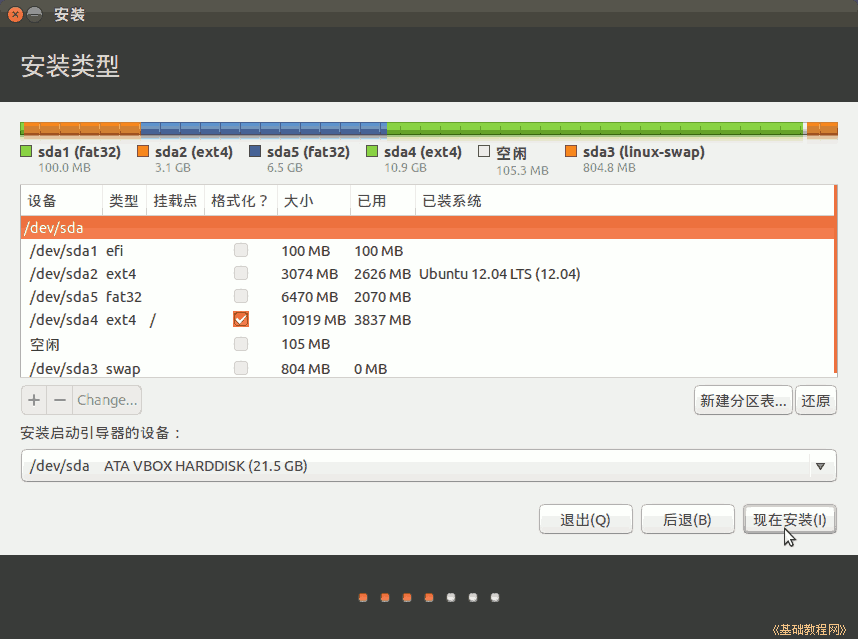 安装
安装类型
sda1 (fat32) sda2 (ext4) sda5 (fat32) sda4 (ext4) 空闲 sda3 (linux-swap)
100.0 MB 3.1 GB 6.5 GB 10.9 GB 105.3 MB 804.8 MB
设备 类型 挂载点 格式化？ 大小 已用 已装系统
/dev/sda
/dev/sda1 efi 100 MB 100 MB
/dev/sda2 ext4 3074 MB 2626 MB Ubuntu 12.04 LTS (12.04)
/dev/sda5 fat32 6470 MB 2070 MB
/dev/sda4 ext4 / 10919 MB 3837 MB
空闲 105 MB
/dev/sda3 swap 804 MB 0 MB
+ − Change... 新建分区表... 还原
安装启动引导器的设备：
/dev/sda ATA VBOX HARDDISK (21.5 GB)
退出(Q) 后退(B) 现在安装(I)
《基础教程网》